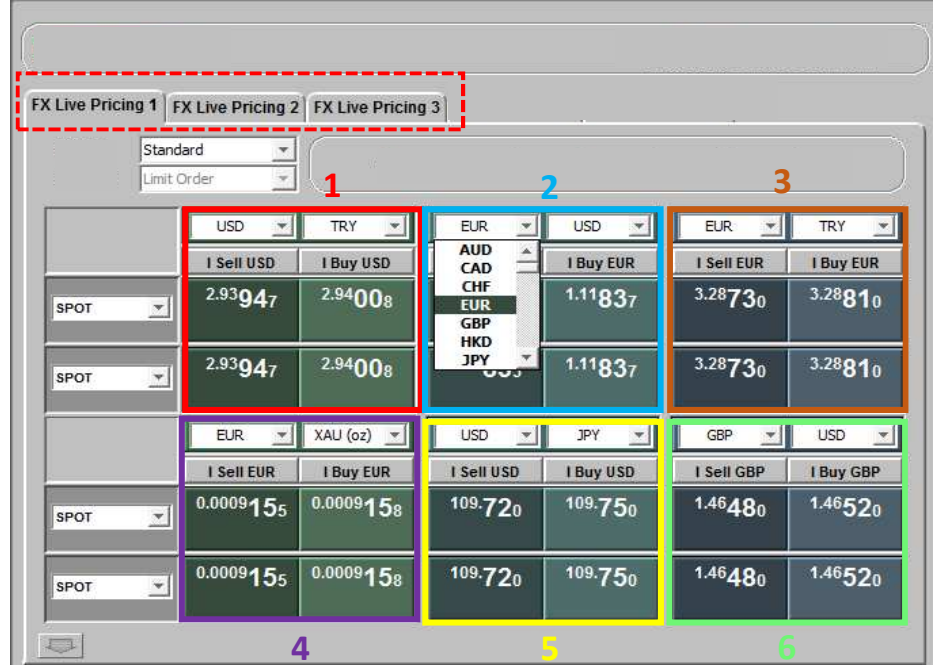 FX Live Pricing 1 FX Live Pricing 2 FX Live Pricing 3
Standard
Limit Order
1 2 3
USD TRY EUR USD EUR TRY
I Sell USD I Buy USD I Buy EUR I Sell EUR I Buy EUR
AUD
CAD
CHF
EUR
GBP
HKD
JPY
SPOT 2.93947 2.94008 1.11837 3.28730 3.28810
SPOT 2.93947 2.94008 1.11837 3.28730 3.28810
EUR XAU (oz) USD JPY GBP USD
I Sell EUR I Buy EUR I Sell USD I Buy USD I Sell GBP I Buy GBP
SPOT 0.0009155 0.0009158 109.720 109.750 1.46480 1.46520
SPOT 0.0009155 0.0009158 109.720 109.750 1.46480 1.46520
4 5 6